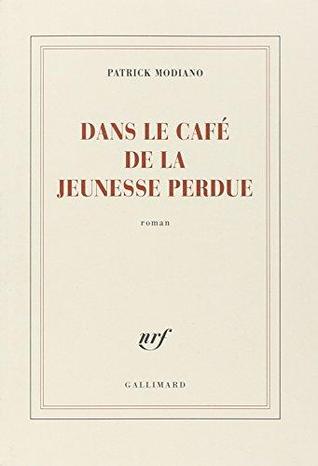 PATRICK MODIANO
DANS LE CAFÉ
DE LA
JEUNESSE PERDUE
roman
nrf
GALLIMARD